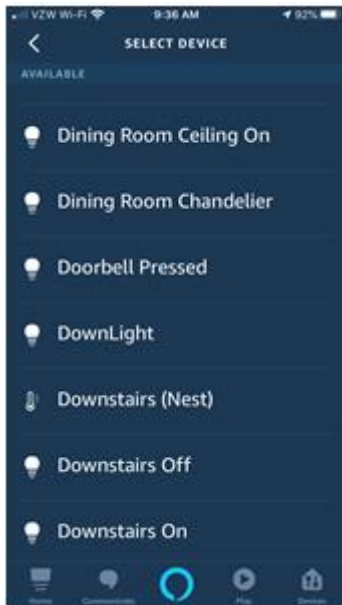 VZW Wi-Fi 9:36 AM 92%
SELECT DEVICE
AVAILABLE
Dining Room Ceiling On
Dining Room Chandelier
Doorbell Pressed
DownLight
Downstairs (Nest)
Downstairs Off
Downstairs On
Home Communicate Play Devices